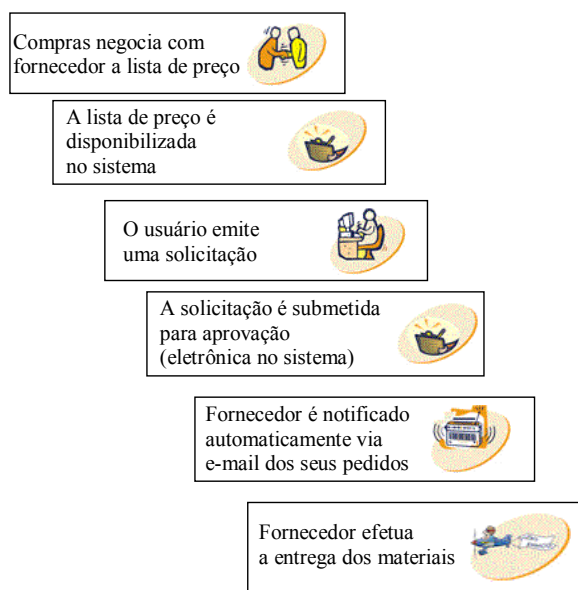 Compras negocia com
fornecedor a lista de preço
A lista de preço é
disponibilizada
no sistema
O usuário emite
uma solicitação
A solicitação é submetida
para aprovação
(eletrônica no sistema)
Fornecedor é notificado
automaticamente via
e-mail dos seus pedidos
Fornecedor efetua
a entrega dos materiais